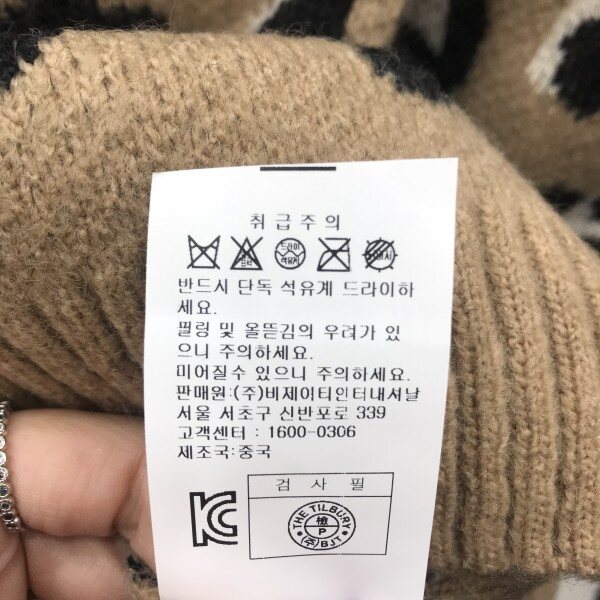 취급주의
드라이
석유계
반드시 단독 석유계 드라이하
세요.
필링 및 올뜯김의 우려가 있
으니 주의하세요.
미어질수 있으니 주의하세요.
판매원:(주)비제이티인터내셔날
서울 서초구 신반포로 339
고객센터 : 1600-0306
제조국:중국
검 사 필
THE TILBURY
檢
P
(주)BJT